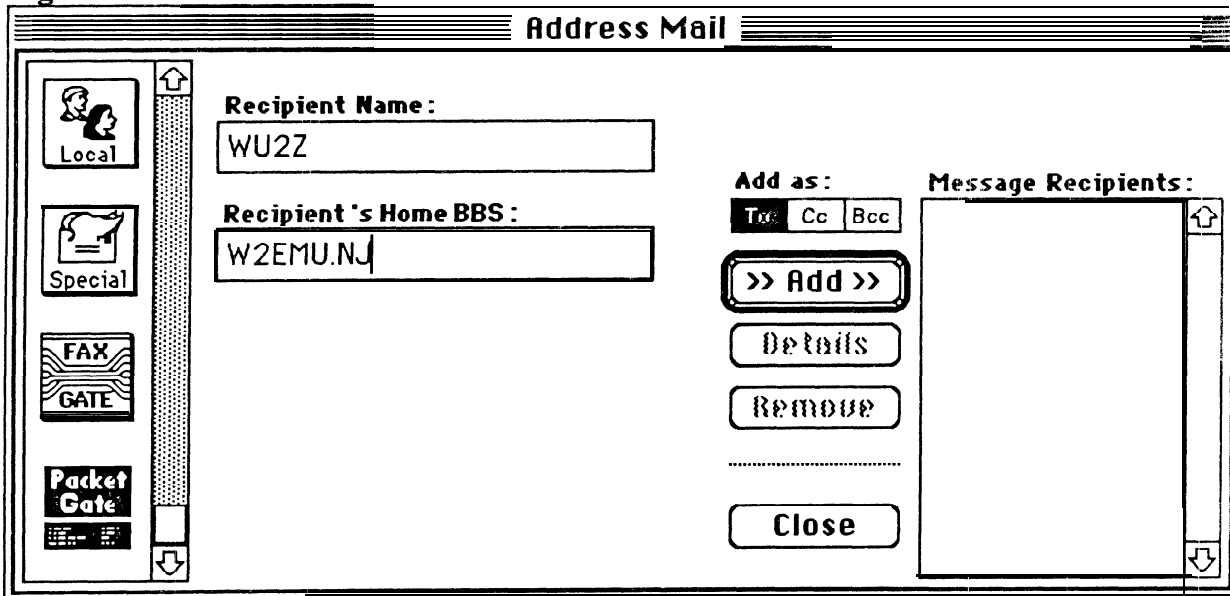 Address Mail
Local
Special
FAX
GATE
Packet
Gate
Recipient Name:
WU2Z
Recipient's Home BBS:
W2EMU.NJ
Add as:
Cc
Bcc
>> Add >>
Details
Remove
Close
Message Recipients: